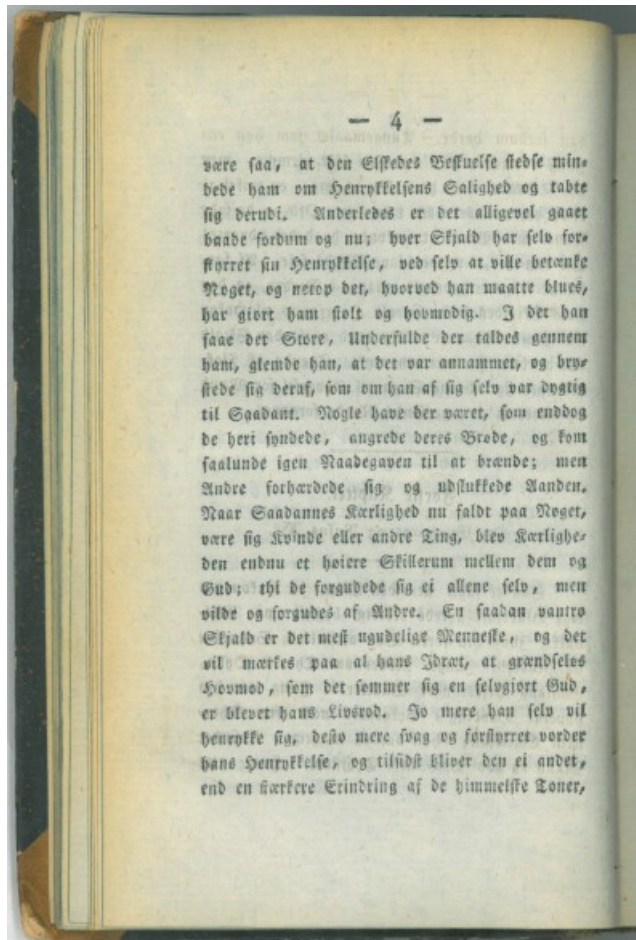 — 4 —
være saa, at den Elskedes Beskuelse stedse min-
dede ham om Henrykkelsens Salighed og tabte
sig derudi. Anderledes er det alligevel gaaet
baade fordum og nu; hver Skjald har selv for-
styrret sin Henrykkelse, ved selv at ville betænke
Noget, og netop det, hvorved han maatte blues,
har giort ham stolt og hovmodig. I det han
saae det Store, Underfulde der taldes gennem
ham, glemde han, at det var annammet, og bry-
stede sig deraf, som om han af sig selv var dygtig
til Saadant. Nogle have der været, som enddog
de heri syndede, angrede deres Brøde, og kom
saalunde igen Naadegaven til at brænde; men
Andre forhærdede sig og udslukkede Aanden.
Naar Saadannes Kærlighed nu faldt paa Noget,
være sig Kvinde eller andre Ting, blev Kærlighe-
den endnu et høiere Skillerum mellem dem og
Gud; thi de forgudede sig ei allene selv, men
vilde og forgudes af Andre. En saadan vantro
Skjald er det mest ugudelige Menneske, og det
vil mærkes paa al hans Idræt, at grændseløs
Hovmod, som det sømmer sig en selvgjort Gud,
er blevet hans Livsrod. Jo mere han selv vil
henrykke sig, desto mere svag og forstyrret vorder
hans Henrykkelse, og tilsidst bliver den ei andet,
end en stærkere Erindring af de himmelske Toner,